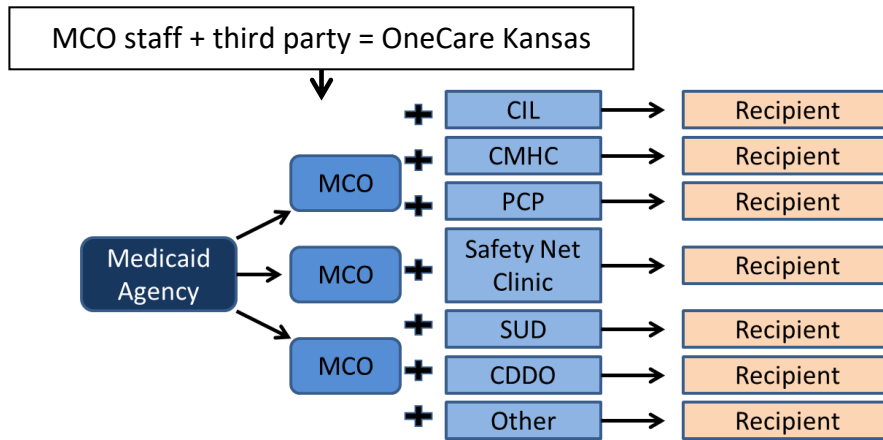 MCO staff + third party = OneCare Kansas
CIL
Recipient
CMHC
Recipient
MCO
PCP
Recipient
Medicaid
Agency
MCO
Safety Net
Clinic
Recipient
SUD
Recipient
MCO
CDDO
Recipient
Other
Recipient